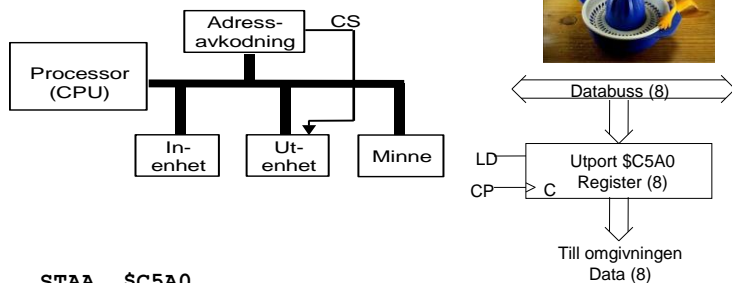 Adress-
avkodning
CS
Processor
(CPU)
In-
enhet
Ut-
enhet
Minne
Databuss (8)
LD
CP
C
Utport $C5A0
Register (8)
Till omgivningen
Data (8)
STAA $C5A0